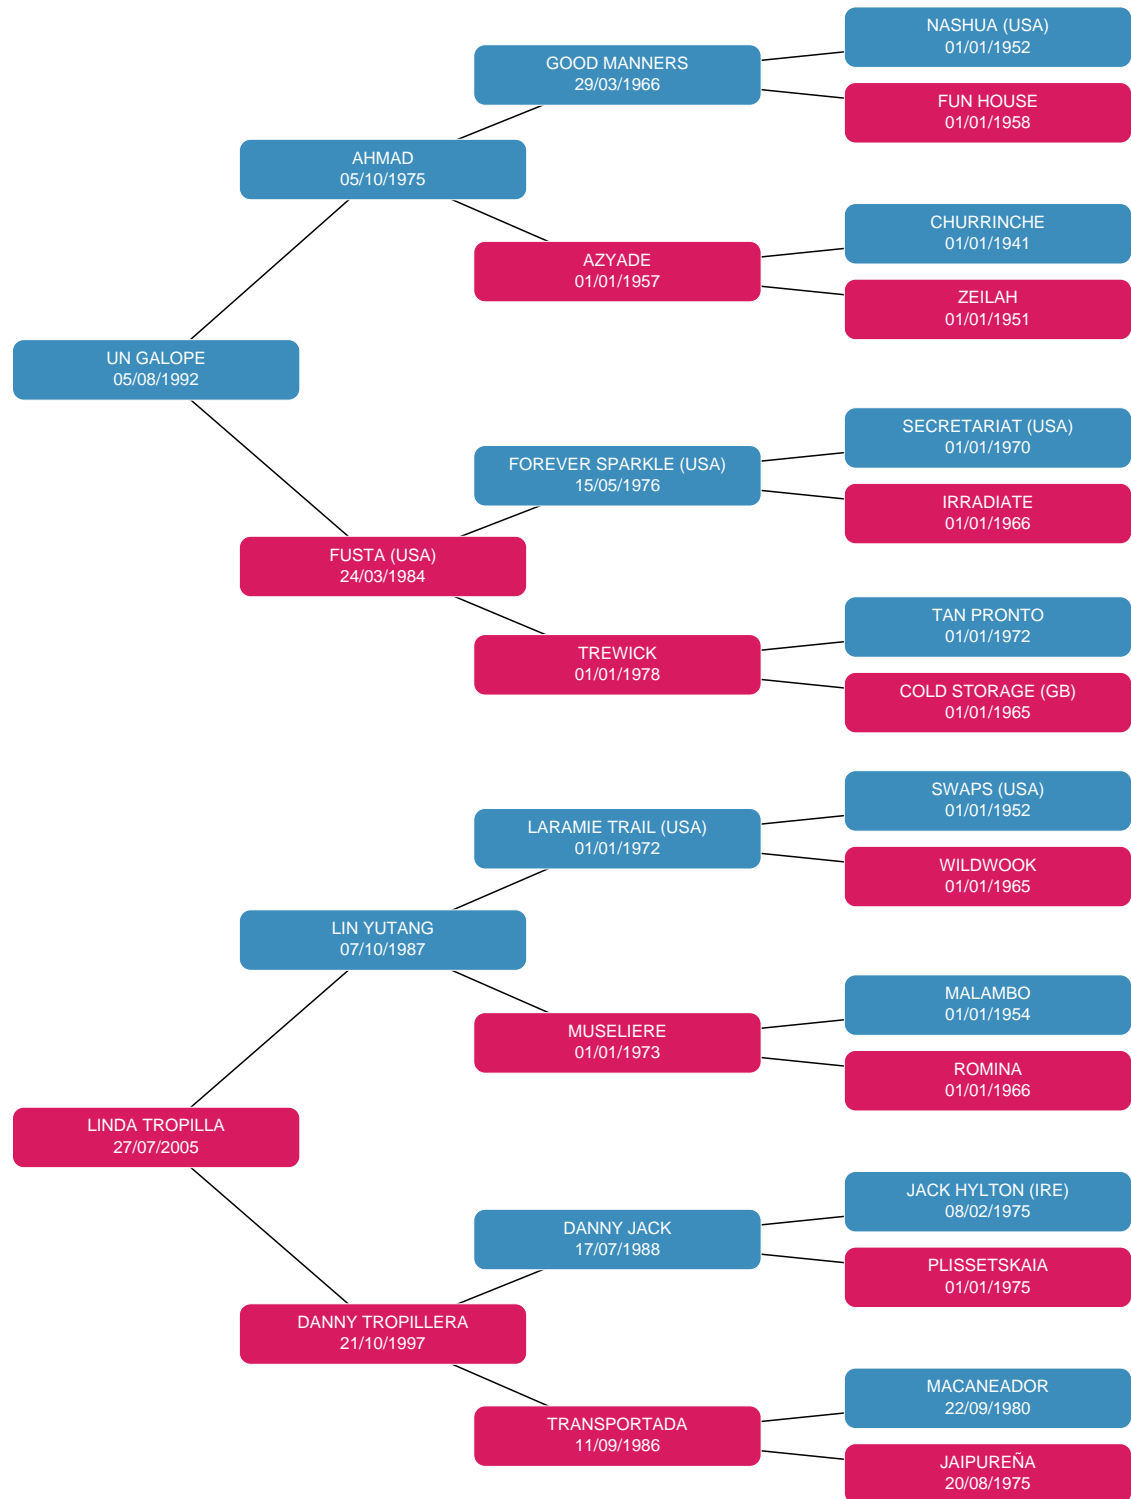 NASHUA (USA)
01/01/1952
GOOD MANNERS
29/03/1966
FUN HOUSE
01/01/1958
AHMAD
05/10/1975
CHURRINCHE
01/01/1941
AZYADE
01/01/1957
ZEILAH
01/01/1951
UN GALOPE
05/08/1992
SECRETARIAT (USA)
01/01/1970
FOREVER SPARKLE (USA)
15/05/1976
IRRADIATE
01/01/1966
FUSTA (USA)
24/03/1984
TAN PRONTO
01/01/1972
TREWICK
01/01/1978
COLD STORAGE (GB)
01/01/1965
SWAPS (USA)
01/01/1952
LARAMIE TRAIL (USA)
01/01/1972
WILDWOOK
01/01/1965
LIN YUTANG
07/10/1987
MALAMBO
01/01/1954
MUSELIERE
01/01/1973
ROMINA
01/01/1966
LINDA TROPILLA
27/07/2005
JACK HYLTON (IRE)
08/02/1975
DANNY JACK
17/07/1988
PLISSETSKAIA
01/01/1975
DANNY TROPILLERA
21/10/1997
MACANEADOR
22/09/1980
TRANSPORTADA
11/09/1986
JAIPUREÑA
20/08/1975